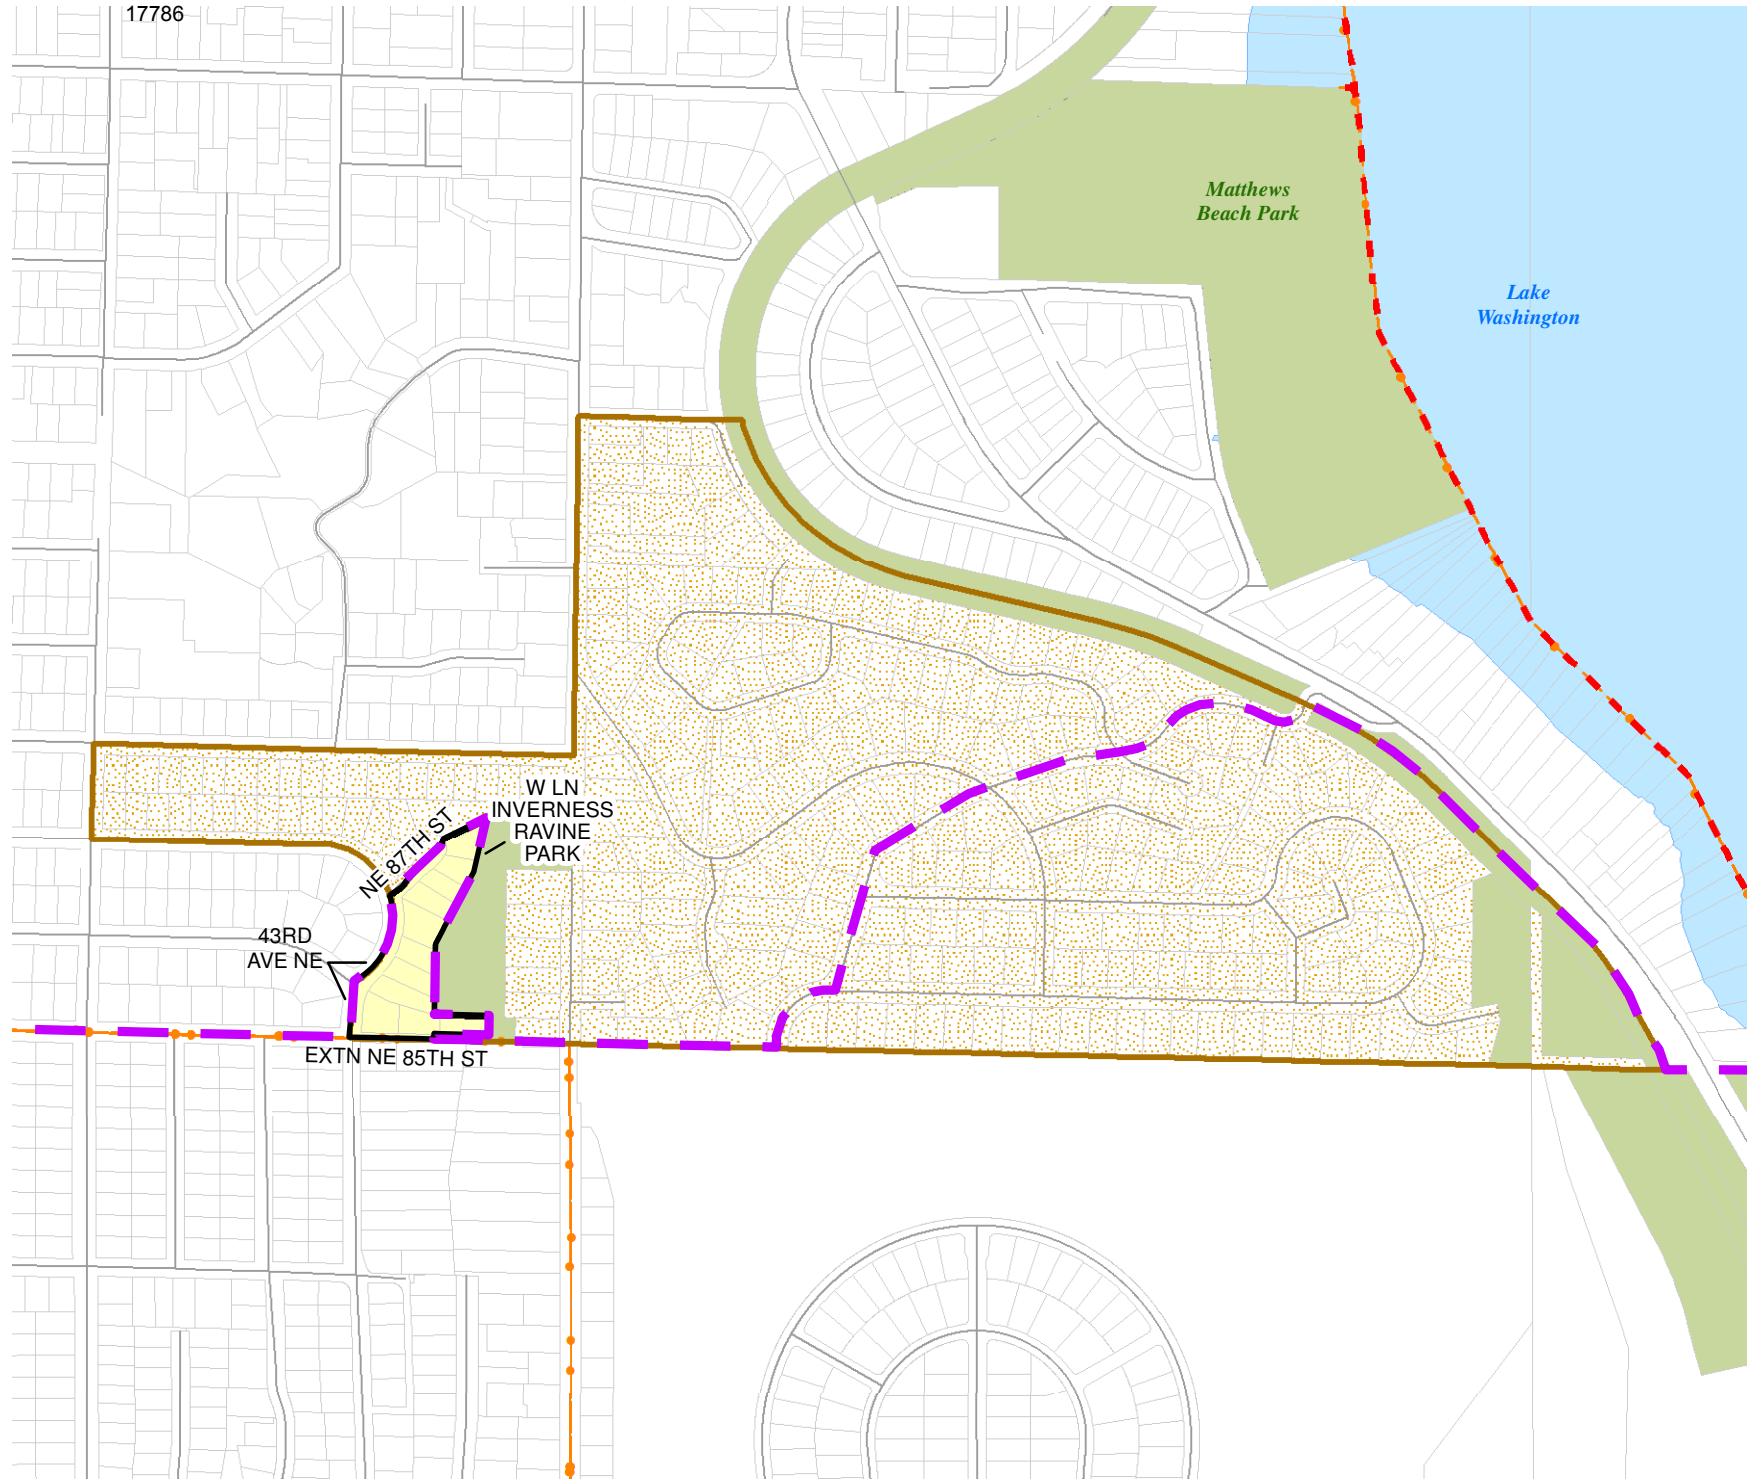 17786
Matthews
Beach Park
Lake
Washington
W LN
INVERNESS
RAVINE
PARK
NE 87TH ST
43RD
AVE NE
EXTN NE 85TH ST